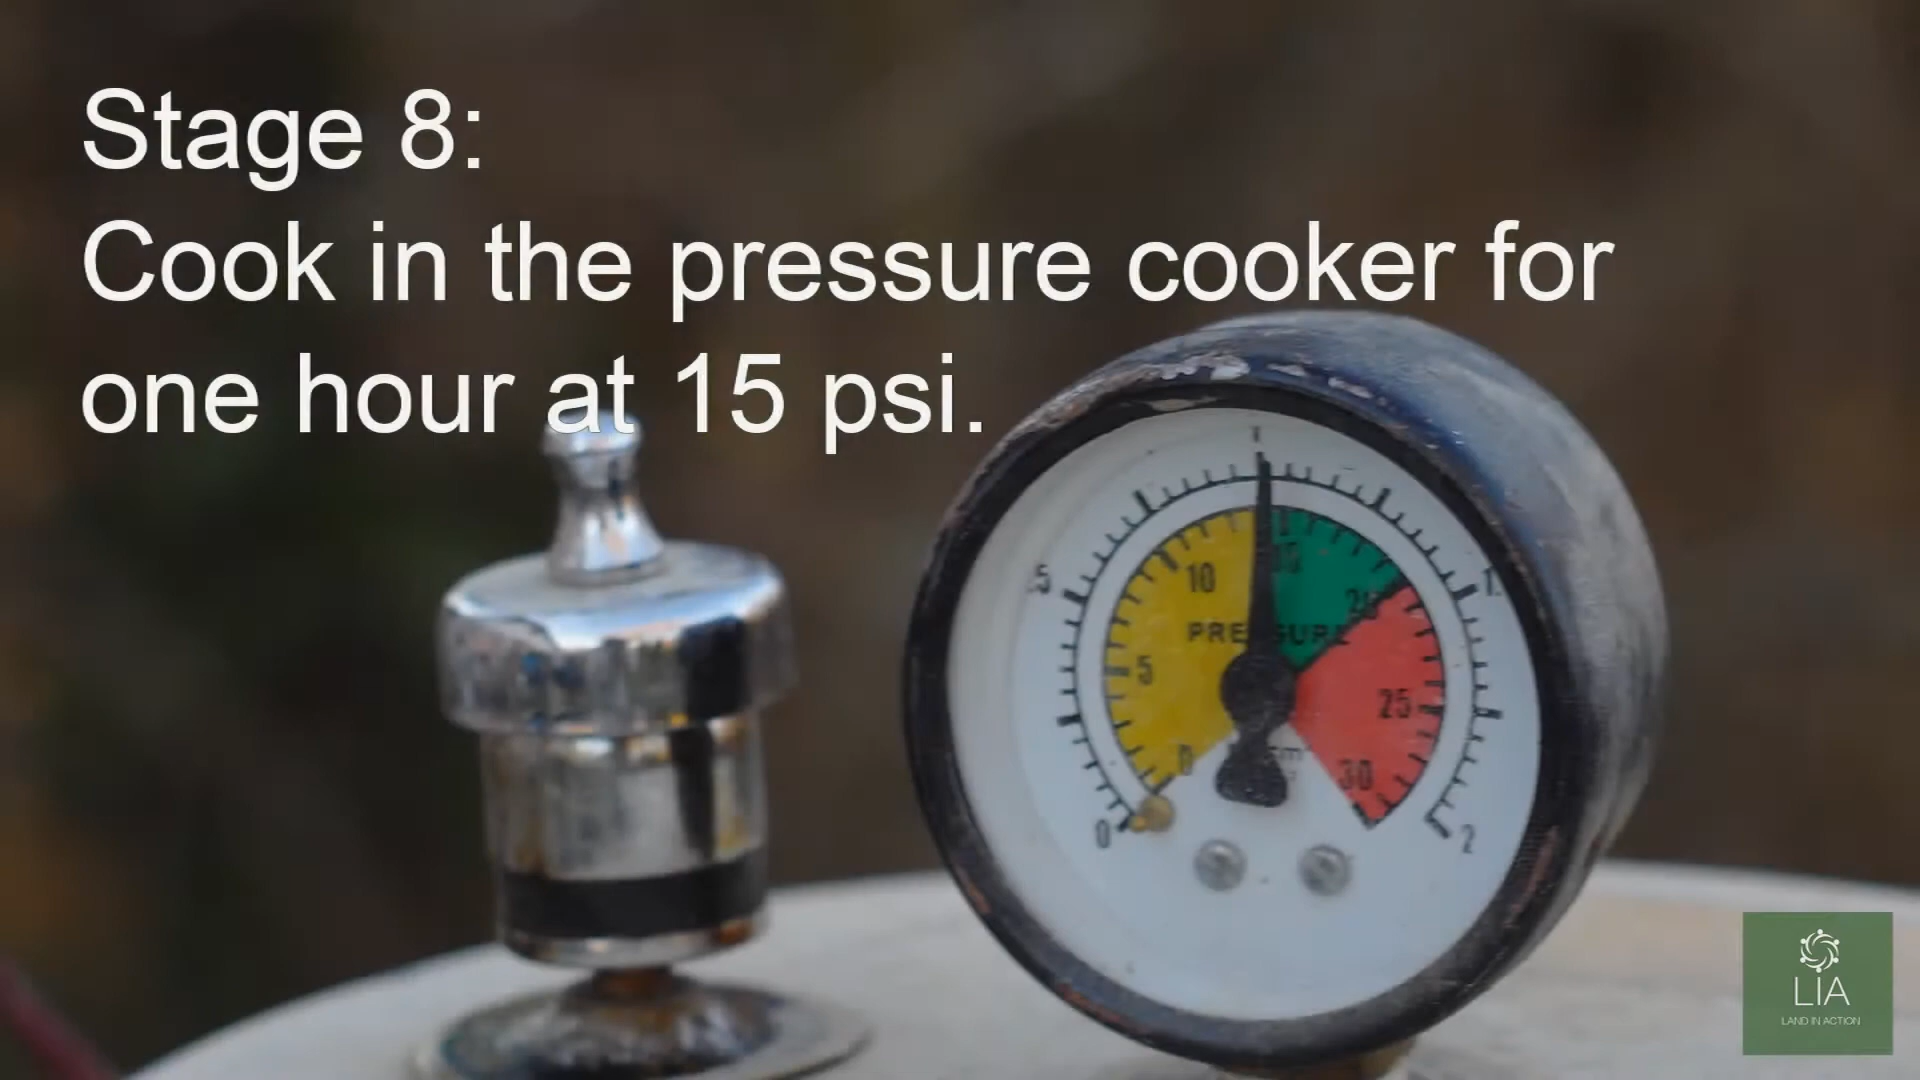 Stage 8:
Cook in the pressure cooker for
one hour at 15 psi.
10
5
PRESSURE
25
0
30
0
2
LIA
LAND IN ACTION